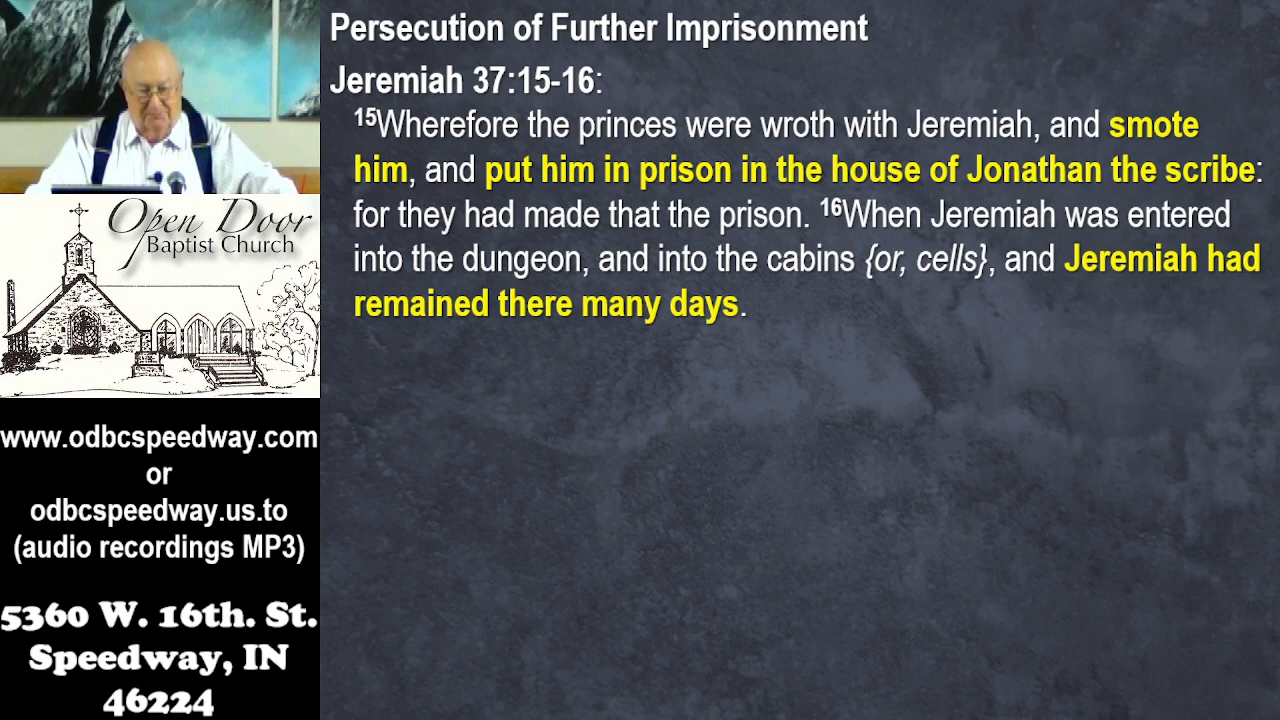 Persecution of Further Imprisonment
Jeremiah 37:15-16:
15Wherefore the princes were wroth with Jeremiah, and smote
him, and put him in prison in the house of Jonathan the scribe:
for they had made that the prison. 16When Jeremiah was entered
into the dungeon, and into the cabins {or, cells}, and Jeremiah had
remained there many days.
Open Door
Baptist Church
www.odbcspeedway.com
or
odbcspeedway.us.to
(audio recordings MP3)
5360 W. 16th. St.
Speedway, IN
46224